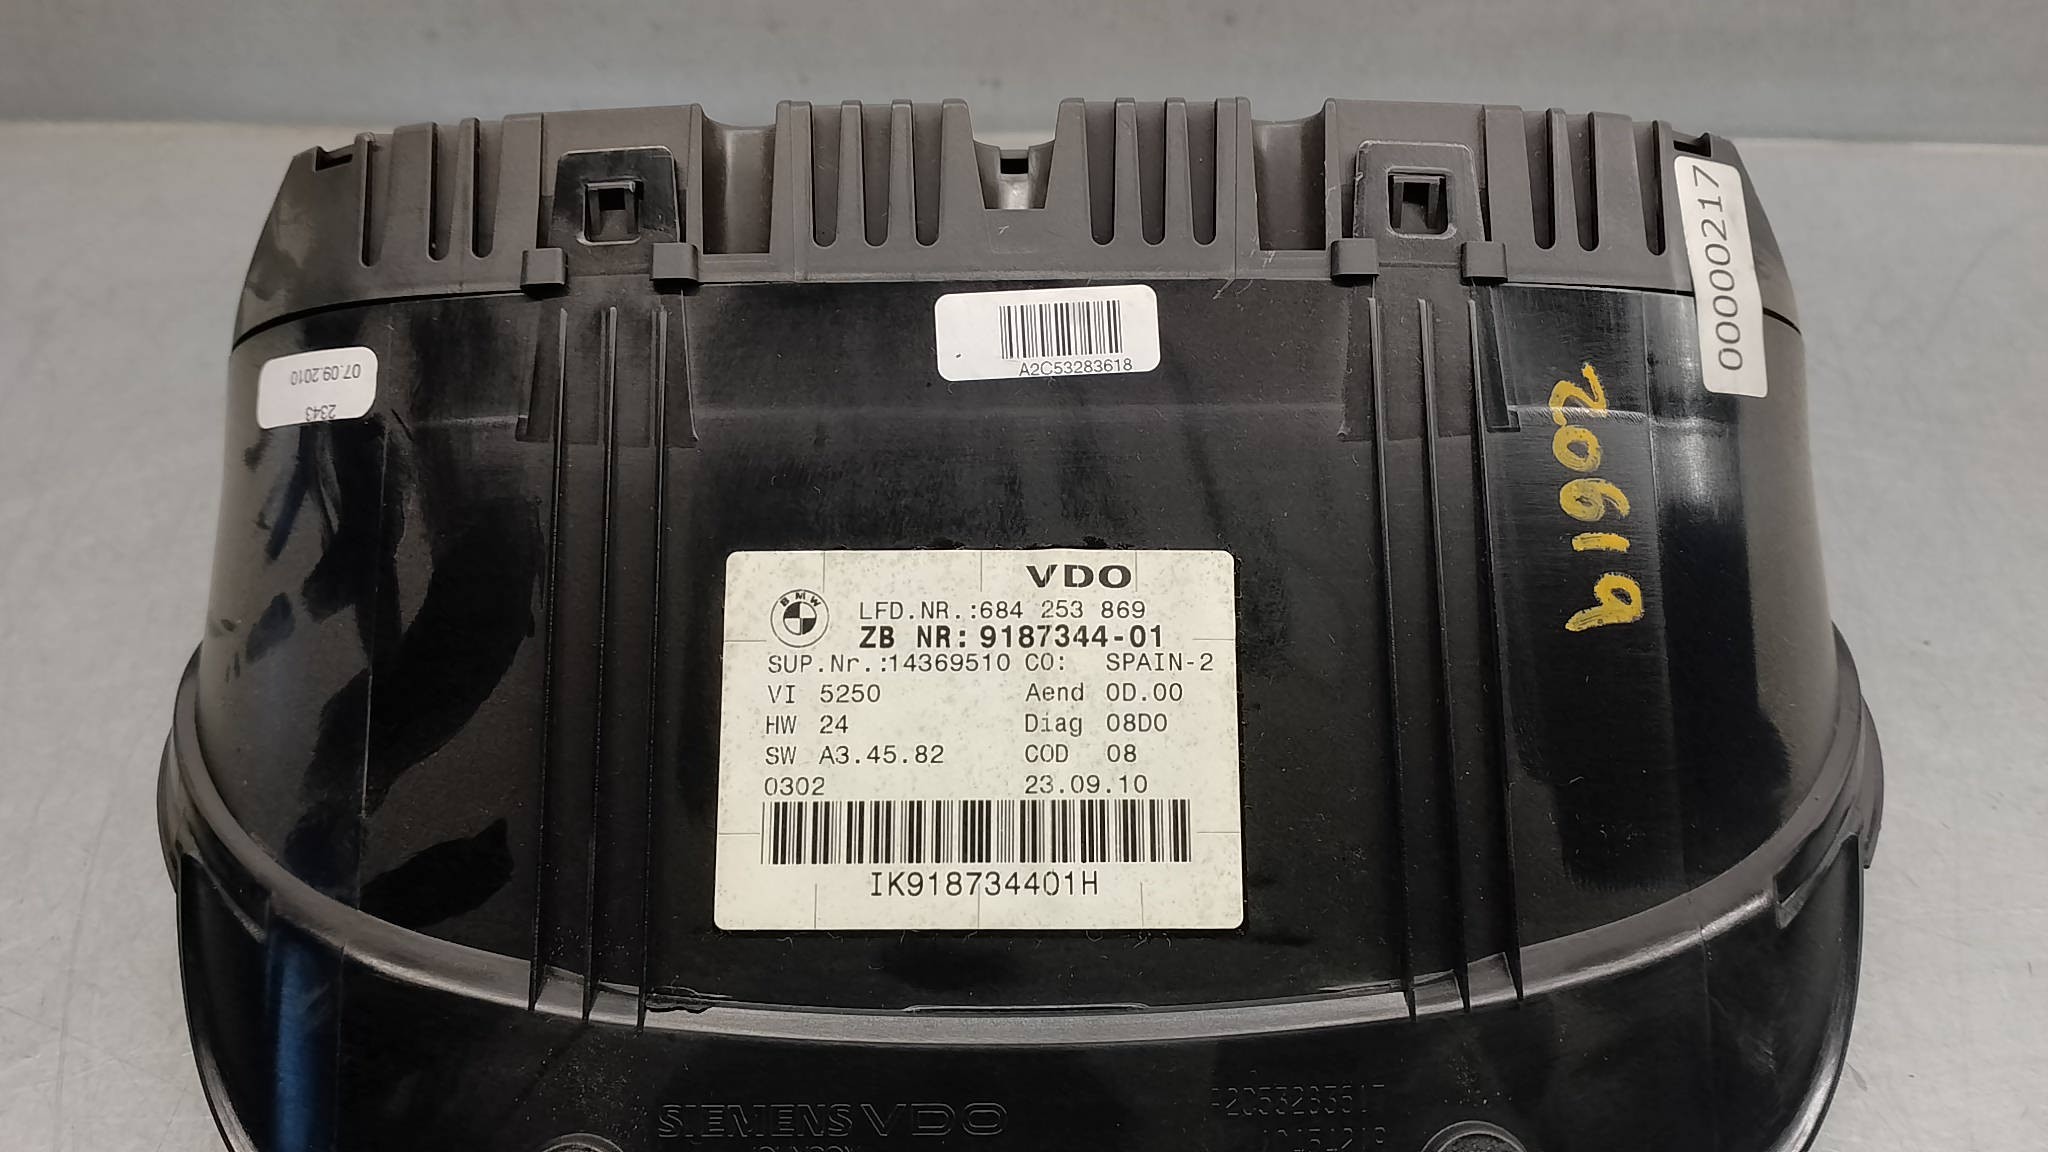 00000217
A2C53283618
07.09.2010
2343
20619
VDO
BMW
LFD.NR.:684 253 869
ZB NR: 9187344-01
SUP.Nr.:14369510 CO: SPAIN-2
VI 5250 Aend 0D.00
HW 24 Diag 08D0
SW A3.45.82 COD 08
0302 23.09.10
IK918734401H
SIEMENS VDO